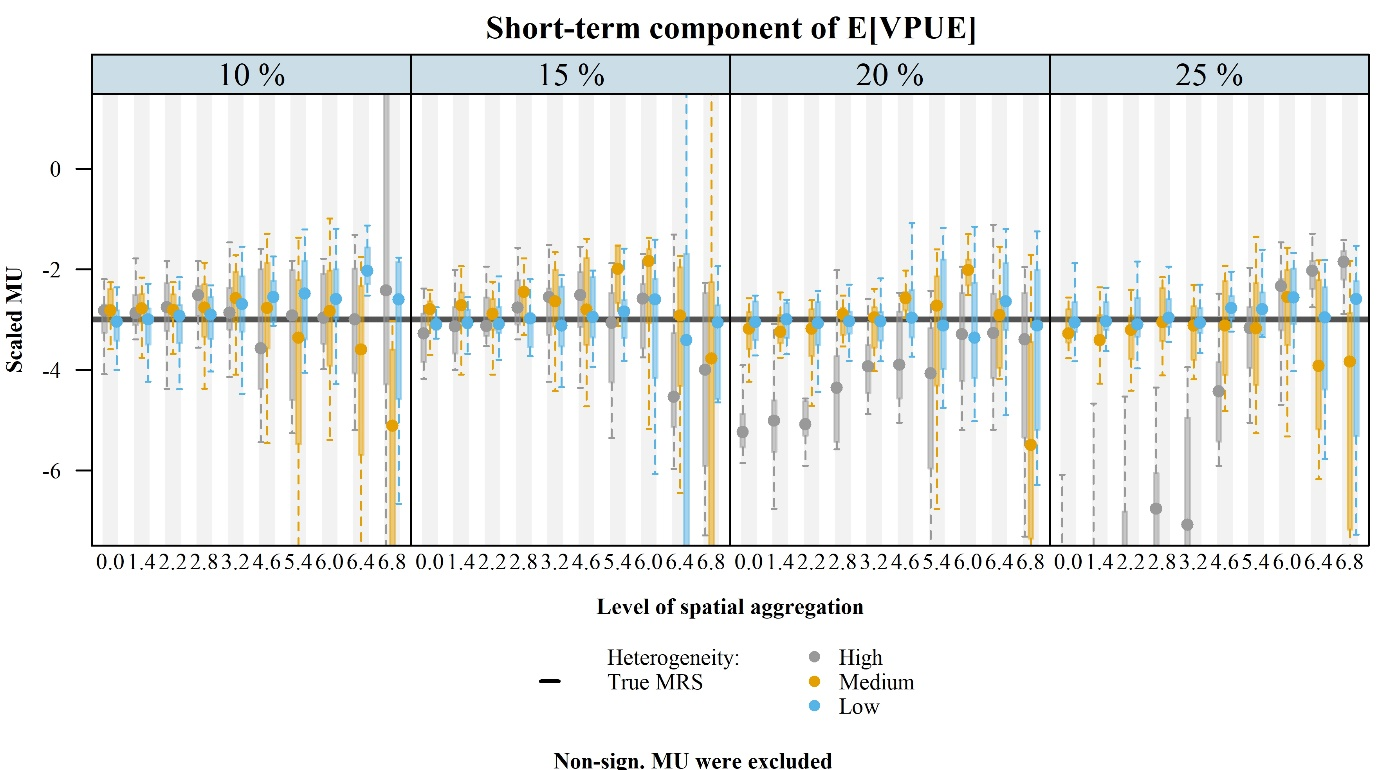 Short-term component of E[VPUE]
10 % 15 % 20 % 25 %
Scaled MU
0
-2
-4
-6
0.0 1.4 2.2 2.8 3.2 4.6 5.4 6.0 6.4 6.8 0.0 1.4 2.2 2.8 3.2 4.6 5.4 6.0 6.4 6.8 0.0 1.4 2.2 2.8 3.2 4.6 5.4 6.0 6.4 6.8 0.0 1.4 2.2 2.8 3.2 4.6 5.4 6.0 6.4 6.8
Level of spatial aggregation
Heterogeneity: High
True MRS Medium
Low
Non-sign. MU were excluded